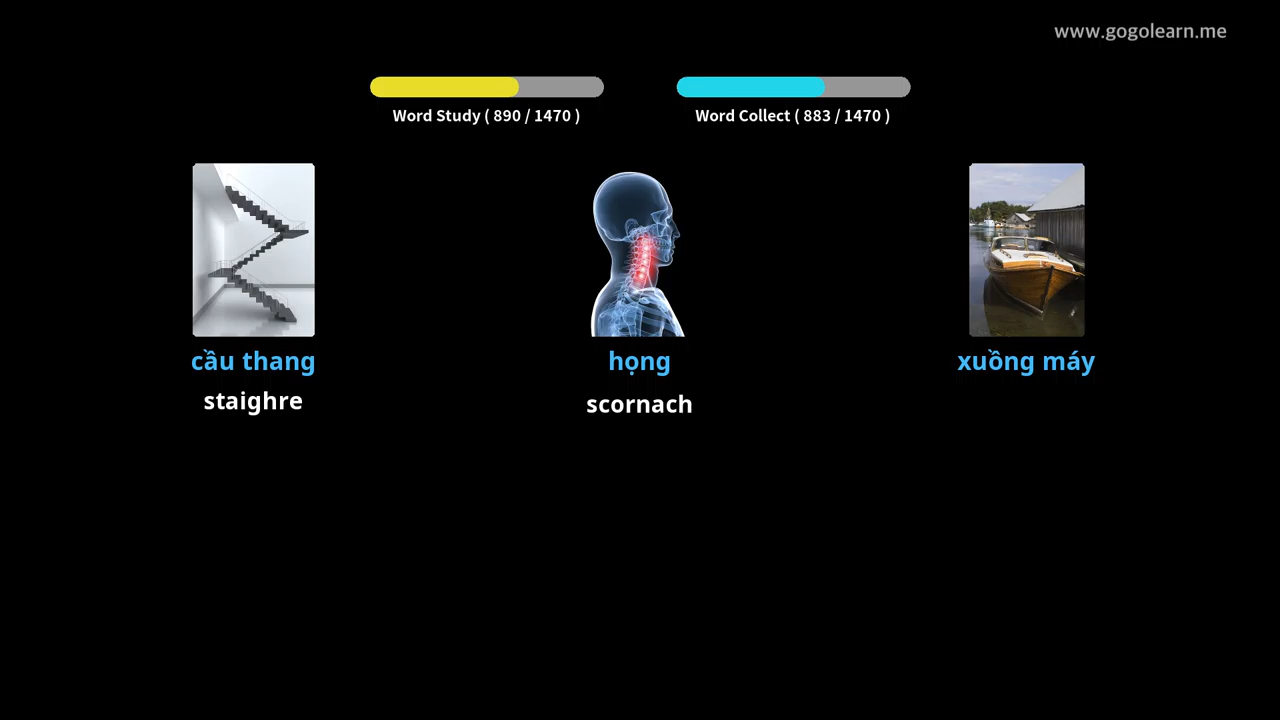 www.gogolearn.me
Word Study ( 890 / 1470 )
Word Collect ( 883 / 1470 )
cầu thang
họng
xuồng máy
staighre
scornach